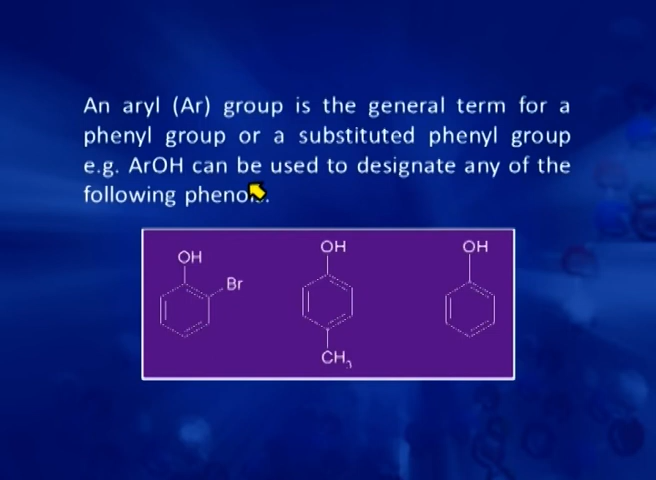 An aryl (Ar) group is the general term for a
phenyl group or a substituted phenyl group
e.g. ArOH can be used to designate any of the
following
OH
OH
OH
Br
CH3